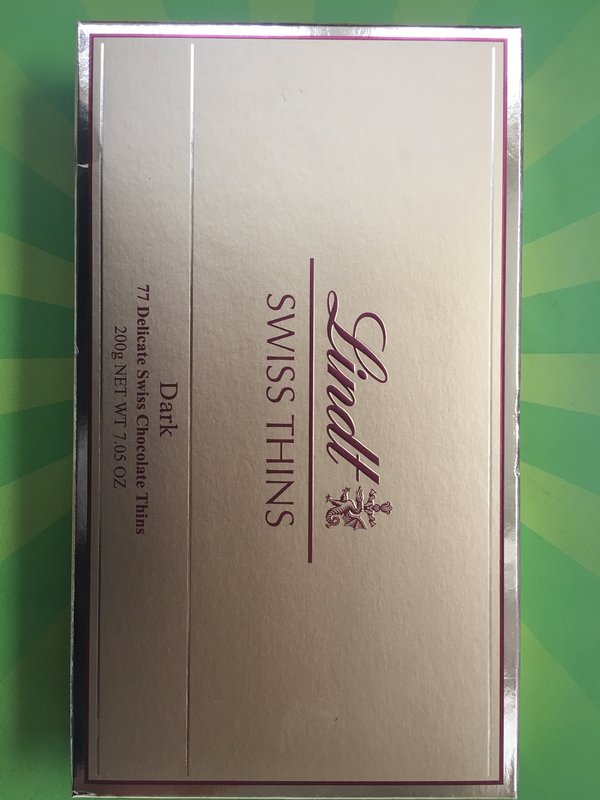 Lindt
SWISS THINS
Dark
77 Delicate Swiss Chocolate Thins
200g NET WT 7.05 OZ